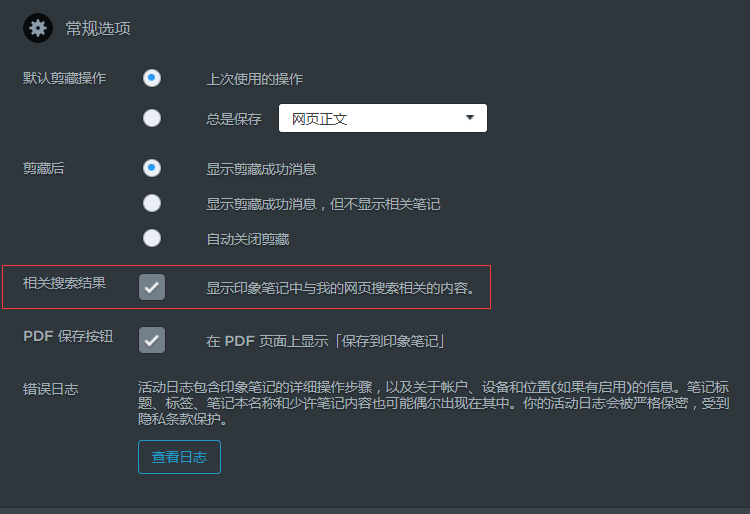 常规选项
默认剪藏操作 上次使用的操作
总是保存 网页正文
剪藏后 显示剪藏成功消息
显示剪藏成功消息，但不显示相关笔记
自动关闭剪藏
相关搜索结果 显示印象笔记中与我的网页搜索相关的内容。
PDF 保存按钮 在 PDF 页面上显示「保存到印象笔记」
错误日志 活动日志包含印象笔记的详细操作步骤，以及关于帐户、设备和位置(如果有启用)的信息。笔记标
题、标签、笔记本名称和少许笔记内容也可能偶尔出现在其中。你的活动日志会被严格保密，受到
隐私条款保护。
查看日志